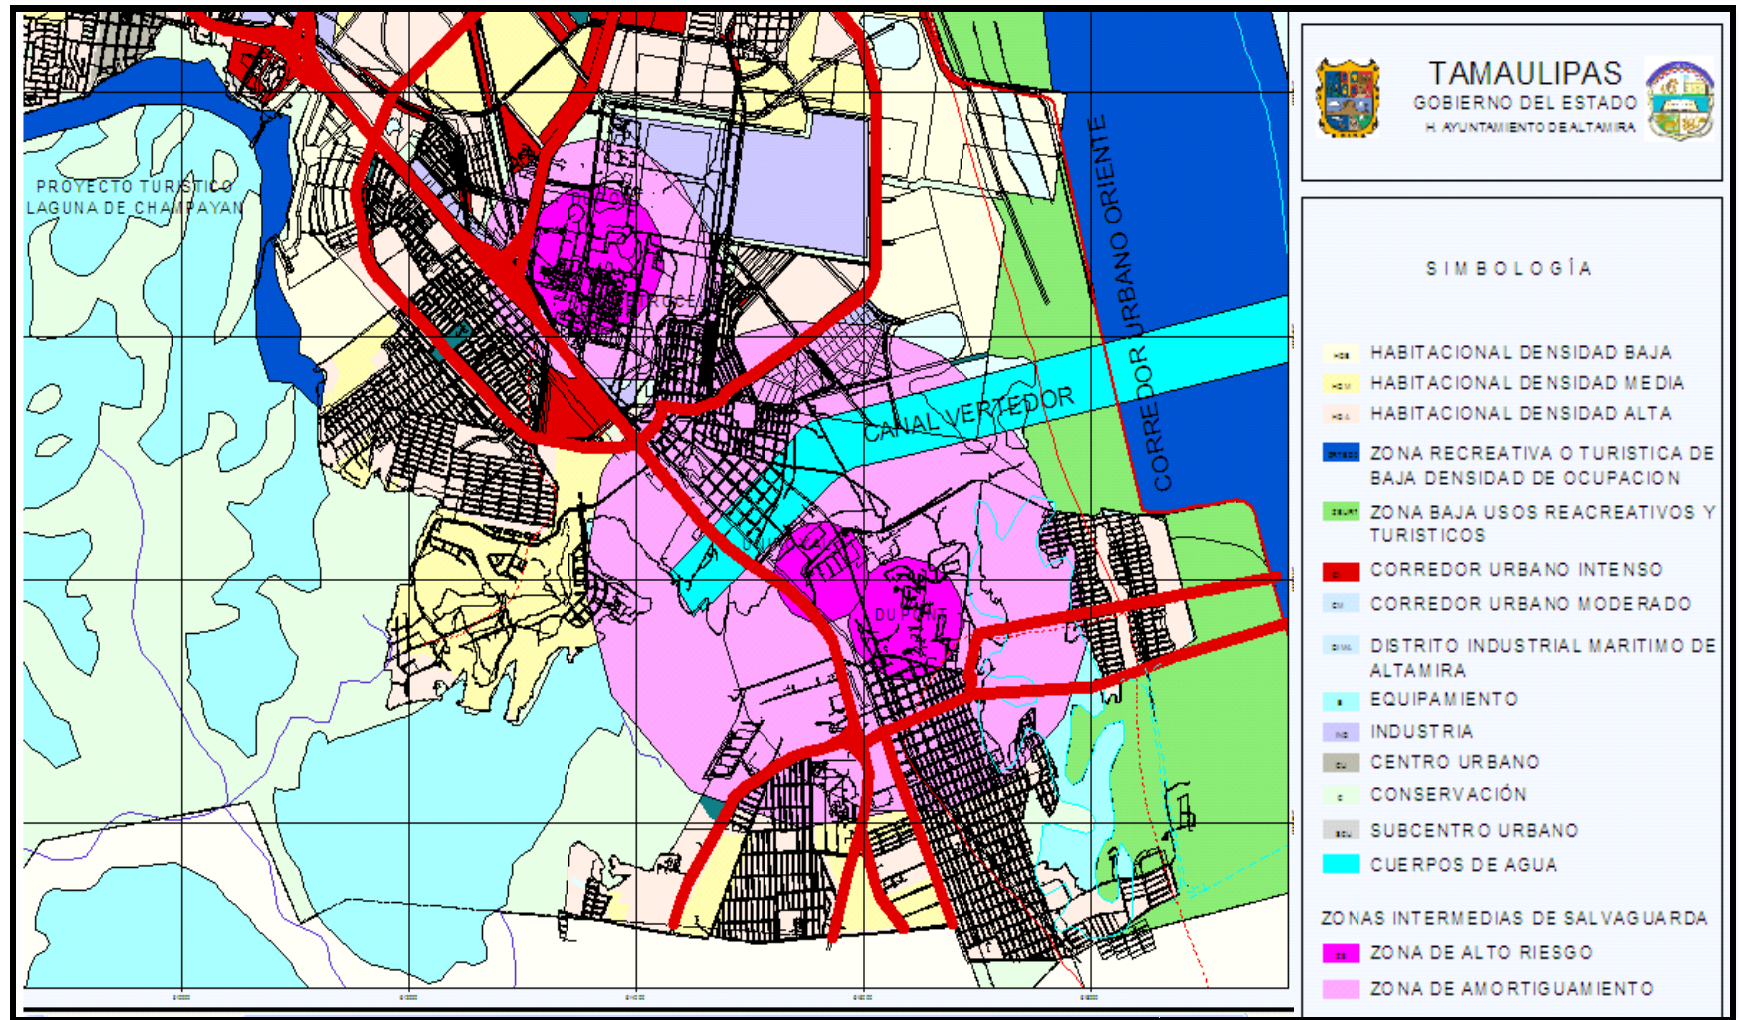 PROYECTO TURISTICO
LAGUNA DE CHAMPAYAN
CANAL VERTEDOR
CORREDOR URBANO ORIENTE
DUPONT
TAMAULIPAS
GOBIERNO DEL ESTADO
H. AYUNTAMIENTO DE ALTAMIRA
SIMBOLOGÍA
HABITACIONAL DENSIDAD BAJA
HABITACIONAL DENSIDAD MEDIA
HABITACIONAL DENSIDAD ALTA
ZONA RECREATIVA O TURISTICA DE
BAJA DENSIDAD DE OCUPACION
ZONA BAJA USOS REACREATIVOS Y
TURISTICOS
CORREDOR URBANO INTENSO
CORREDOR URBANO MODERADO
DISTRITO INDUSTRIAL MARITIMO DE
ALTAMIRA
EQUIPAMIENTO
INDUSTRIA
CENTRO URBANO
CONSERVACIÓN
SUBCENTRO URBANO
CUERPOS DE AGUA
ZONAS INTERMEDIAS DE SALVAGUARDA
ZONA DE ALTO RIESGO
ZONA DE AMORTIGUAMIENTO